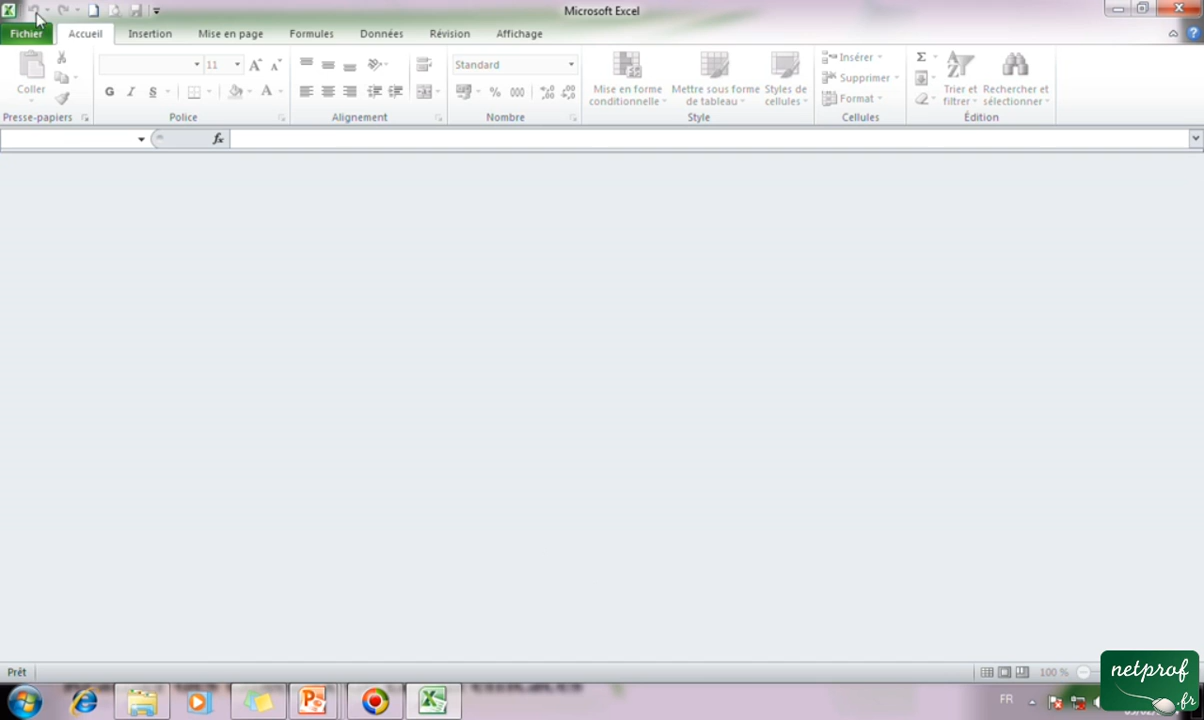 Microsoft Excel
Fichier Accueil Insertion Mise en page Formules Données Révision Affichage
Coller
11
G I S
Standard
% 000
Mise en forme conditionnelle
Mettre sous forme de tableau
Styles de cellules
Insérer
Supprimer
Format
Trier et filtrer
Rechercher et sélectionner
Presse-papiers Police Alignement Nombre Style Cellules Édition
fx
Prêt
100 %
FR
netprof
.fr